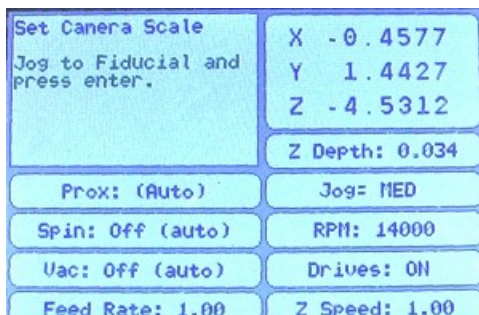 Set Camera Scale
Jog to Fiducial and
press enter.
X -0.4577
Y 1.4427
Z -4.5312
Z Depth: 0.034
Prox: (Auto)
Jog= MED
Spin: Off (auto)
RPM: 14000
Vac: Off (auto)
Drives: ON
Feed Rate: 1.00
Z Speed: 1.00